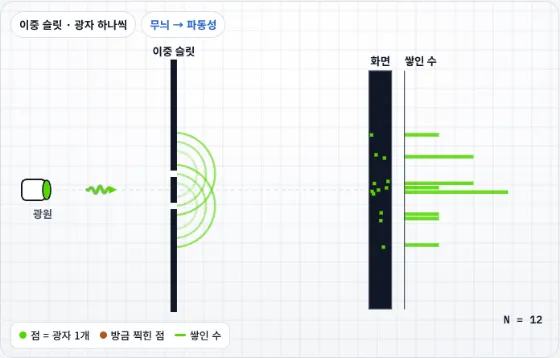 이중 슬릿 · 광자 하나씩
무늬 → 파동성
이중 슬릿
화면
쌓인 수
광원
N = 12
점 = 광자 1개
방금 찍힌 점
쌓인 수